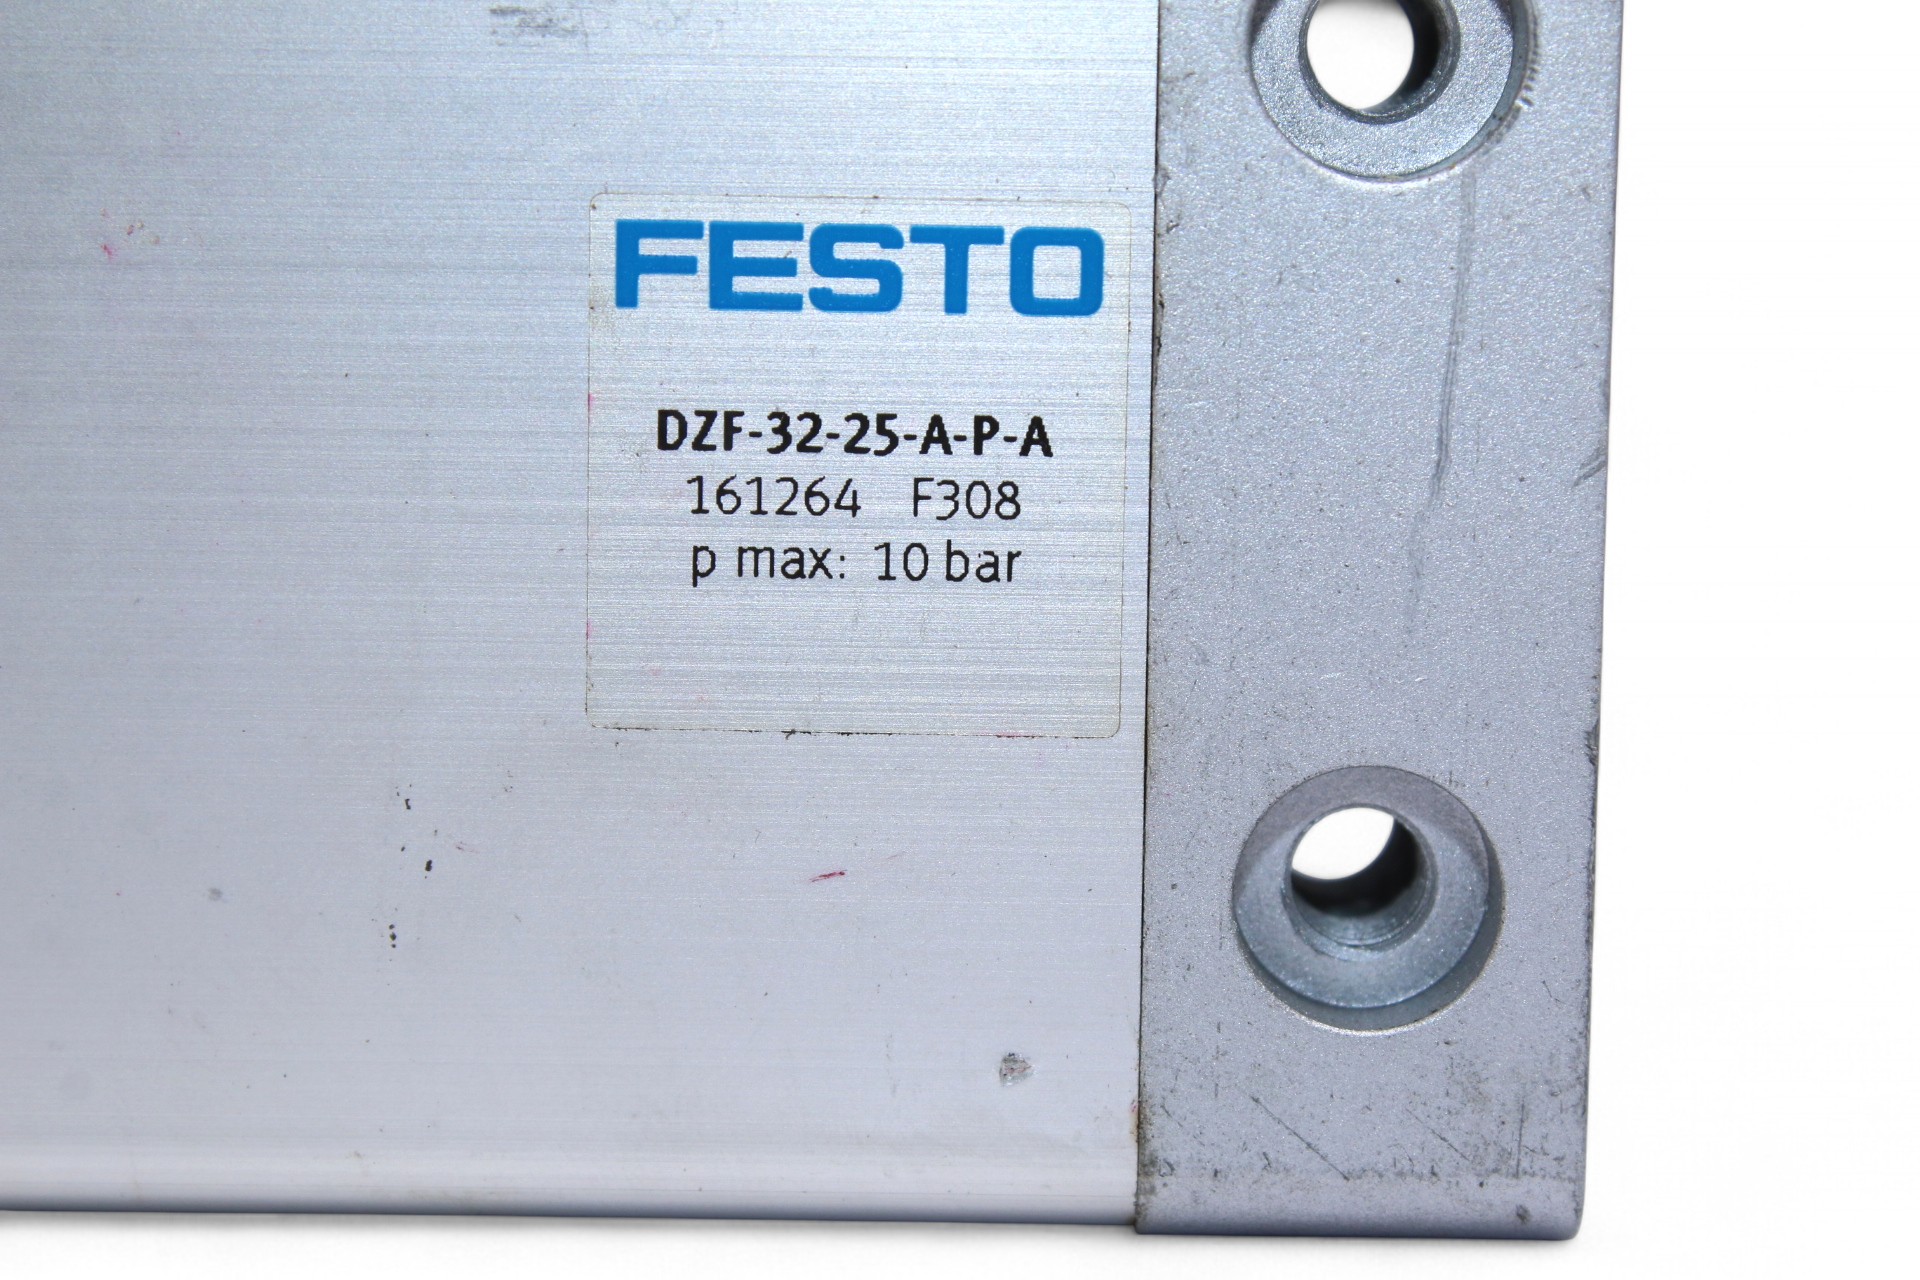 FESTO
DZF-32-25-A-P-A
161264 F308
p max: 10 bar